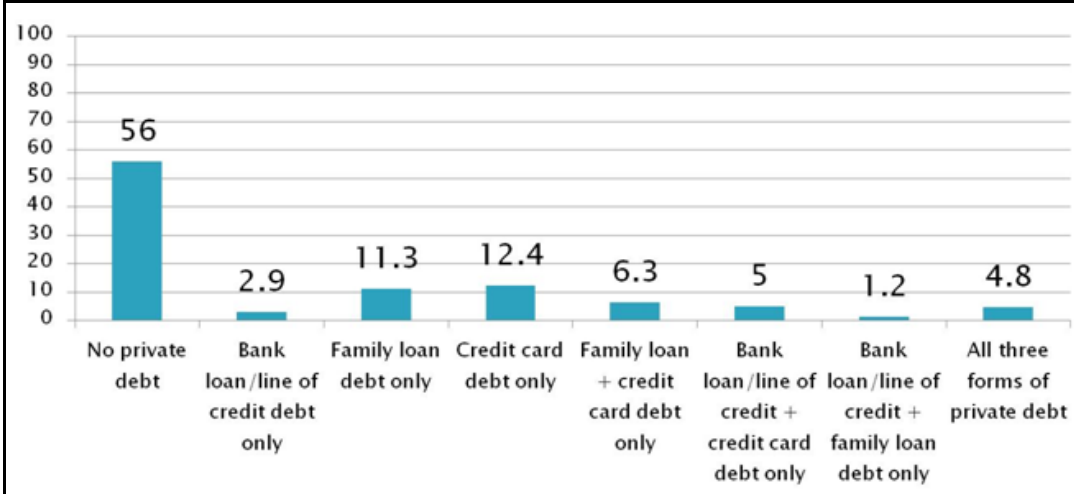 100
90
80
70
60
50
40
30
20
10
0
56
2.9
11.3
12.4
6.3
5
1.2
4.8
No private
debt
Bank
loan/line of
credit debt
only
Family loan
debt only
Credit card
debt only
Family loan
+ credit
card debt
only
Bank
loan/line of
credit +
credit card
debt only
Bank
loan/line of
credit +
family loan
debt only
All three
forms of
private debt